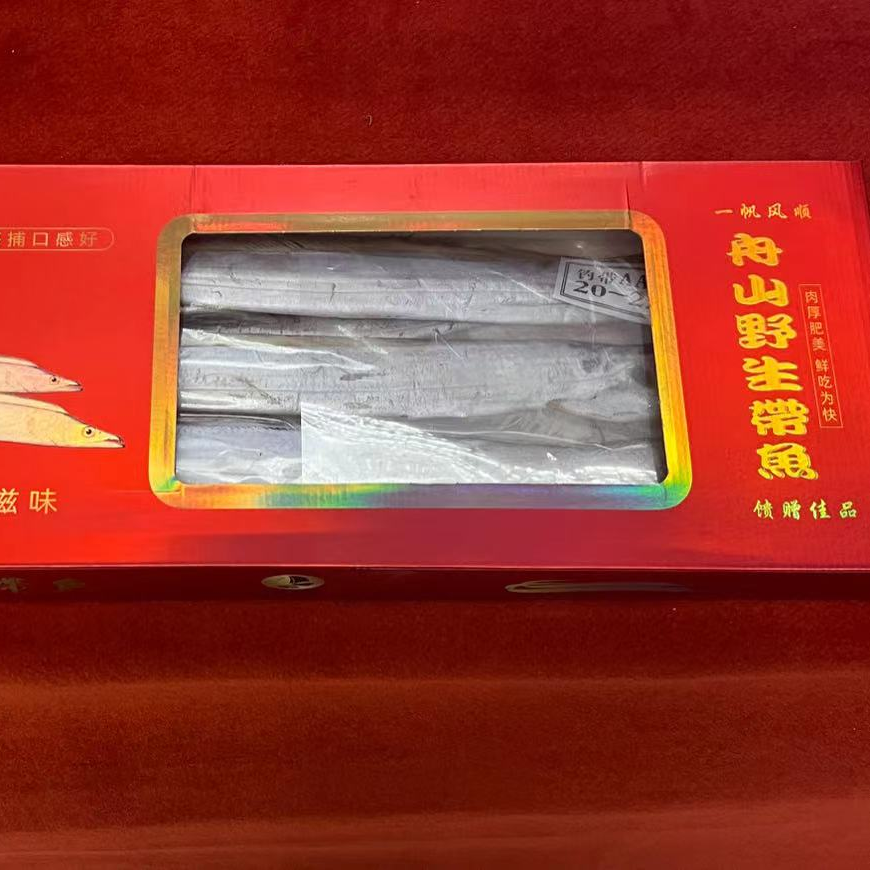 捕口感好
滋味
钓带AA
20~2
一帆风顺
舟山野生帶魚
肉厚肥美 鲜吃为快
馈赠佳品